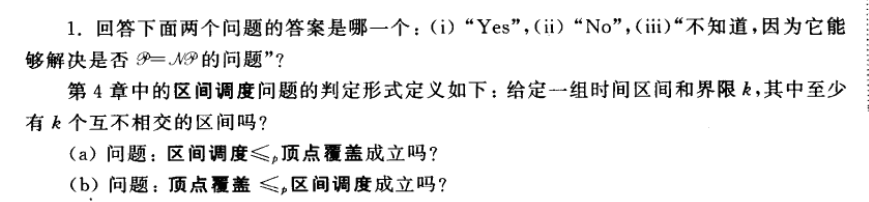 1. 回答下面两个问题的答案是哪一个：(i)“Yes”，(ii)“No”，(iii)“不知道，因为它能
够解决是否 𝒫=𝒩𝒫 的问题”？
第 4 章中的区间调度问题的判定形式定义如下：给定一组时间区间和界限 k，其中至少
有 k 个互不相交的区间吗？
(a) 问题：区间调度≤ₚ顶点覆盖成立吗？
(b) 问题：顶点覆盖 ≤ₚ区间调度成立吗？